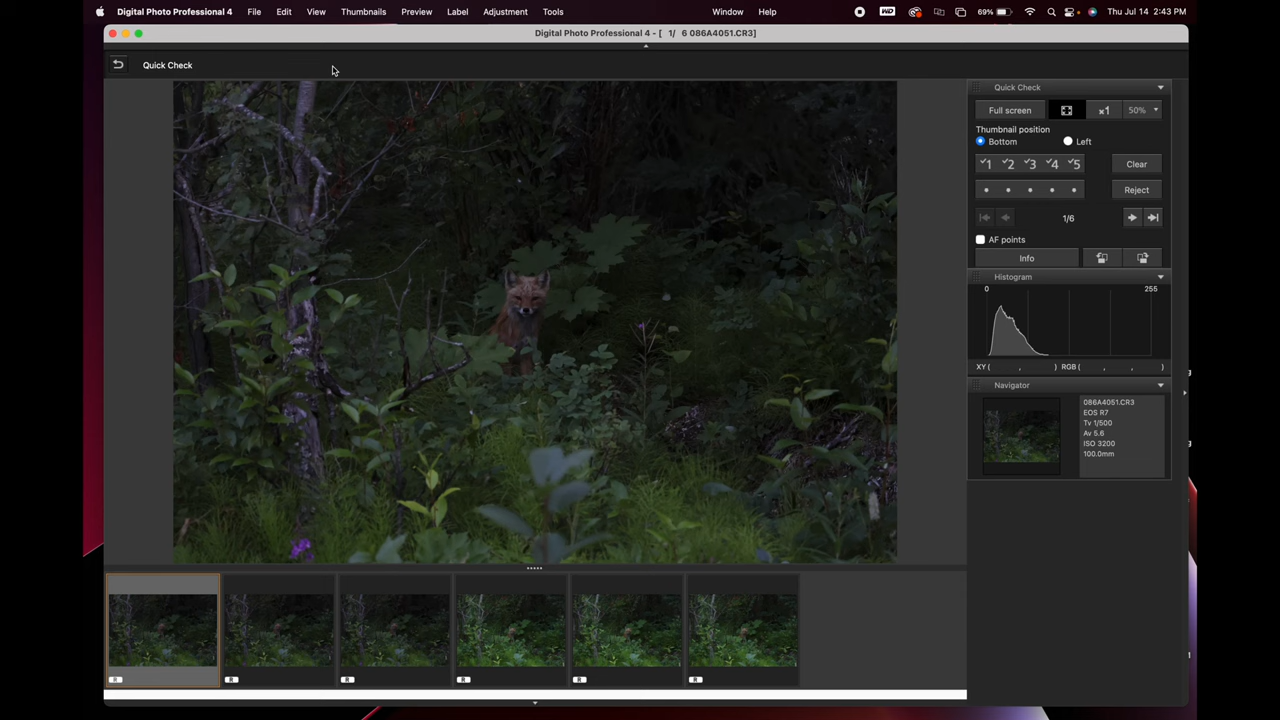 Digital Photo Professional 4 File Edit View Thumbnails Preview Label Adjustment Tools Window Help WD 69% Thu Jul 14 2:43 PM
Digital Photo Professional 4 - [ 1/ 6 086A4051.CR3]
Quick Check
Quick Check
Full screen x1 50%
Thumbnail position
Bottom Left
1 2 3 4 5 Clear
Reject
1/6
AF points
Info
Histogram
0 255
XY ( , ) RGB ( , , )
Navigator
086A4051.CR3
EOS R7
Tv 1/500
Av 5.6
ISO 3200
100.0mm
R R R R R R